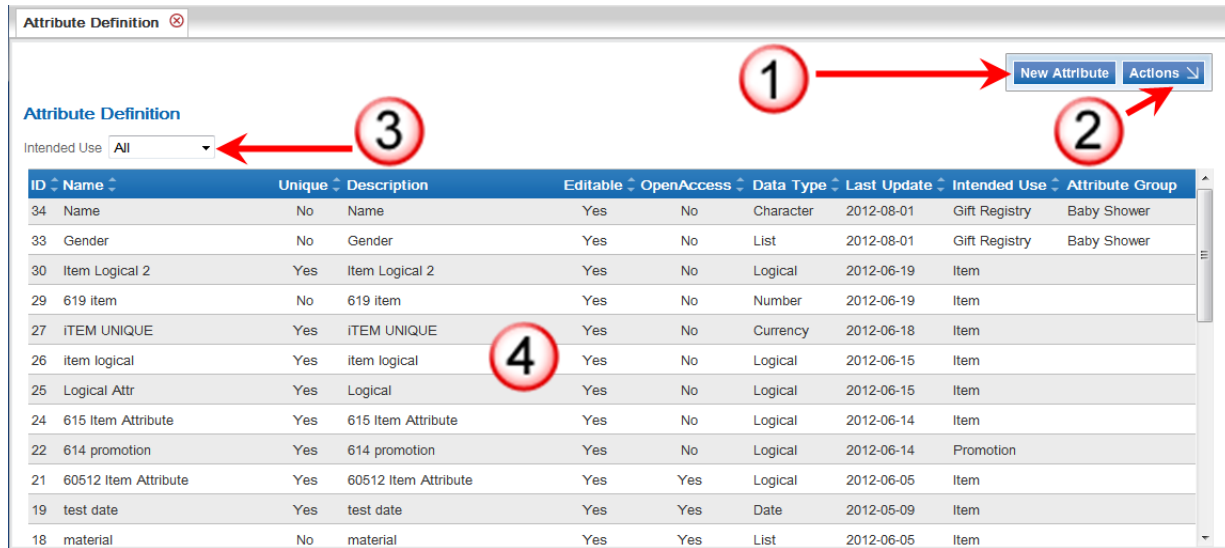 Attribute Definition
1
New Attribute Actions
2
Attribute Definition
3
Intended Use All
ID Name Unique Description Editable OpenAccess Data Type Last Update Intended Use Attribute Group
34 Name No Name Yes No Character 2012-08-01 Gift Registry Baby Shower
33 Gender No Gender Yes No List 2012-08-01 Gift Registry Baby Shower
30 Item Logical 2 Yes Item Logical 2 Yes No Logical 2012-06-19 Item
29 619 item No 619 item Yes No Number 2012-06-19 Item
27 iTEM UNIQUE Yes iTEM UNIQUE Yes No Currency 2012-06-18 Item
4
26 item logical Yes item logical Yes No Logical 2012-06-15 Item
25 Logical Attr Yes Logical Yes No Logical 2012-06-15 Item
24 615 Item Attribute Yes 615 Item Attribute Yes No Logical 2012-06-14 Item
22 614 promotion Yes 614 promotion Yes No Logical 2012-06-14 Promotion
21 60512 Item Attribute Yes 60512 Item Attribute Yes Yes Logical 2012-06-05 Item
19 test date Yes test date Yes Yes Date 2012-05-09 Item
18 material No material Yes Yes List 2012-06-05 Item